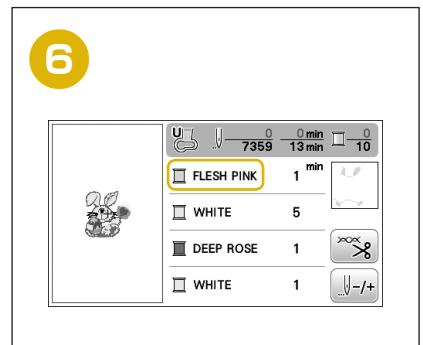 6
U 0 0 min 0
7359 13 min 10
FLESH PINK 1 min
WHITE 5
DEEP ROSE 1
WHITE 1
-/+